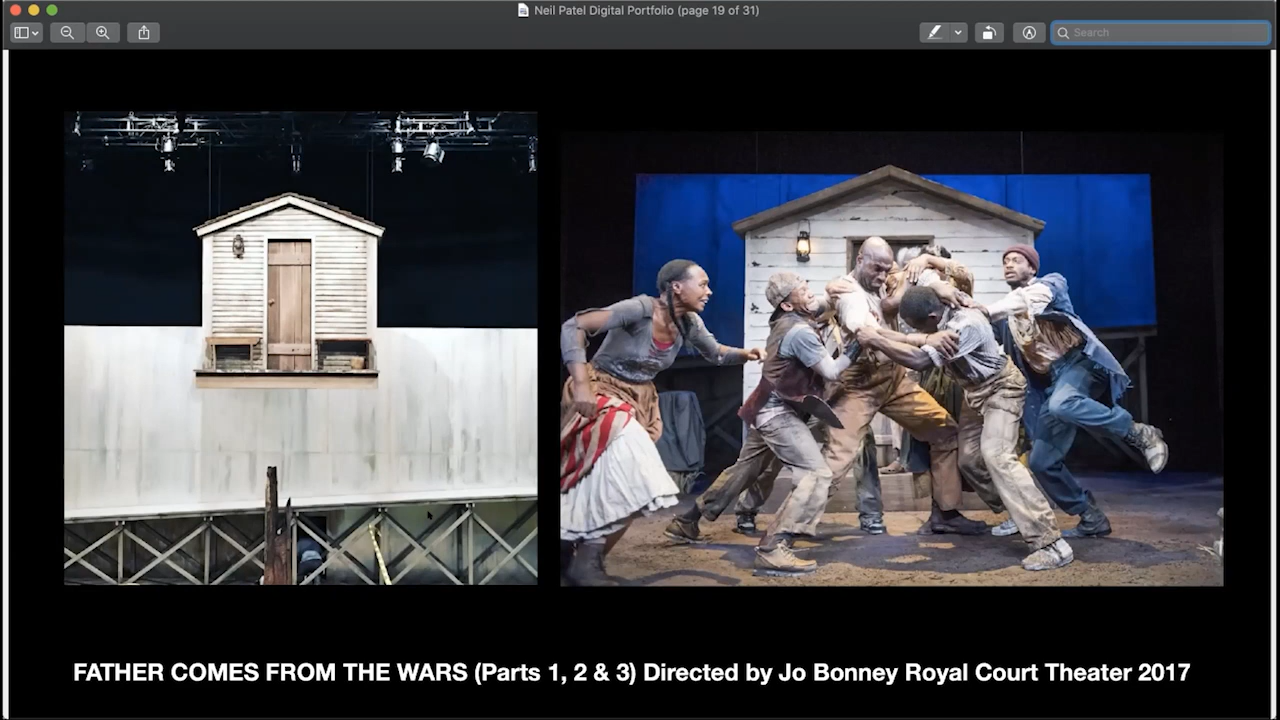 Neil Patel Digital Portfolio (page 19 of 31)
Search
FATHER COMES FROM THE WARS (Parts 1, 2 & 3) Directed by Jo Bonney Royal Court Theater 2017